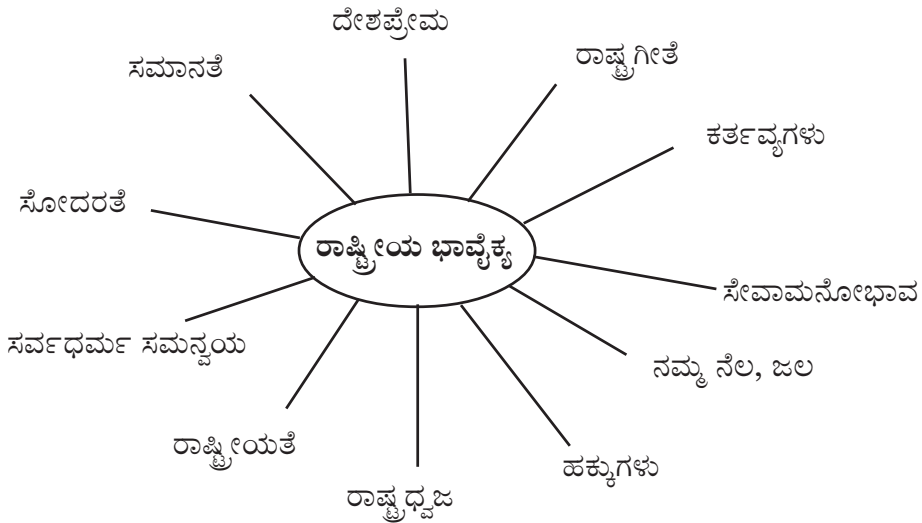 ದೇಶಪ್ರೇಮ
ಸಮಾನತೆ
ರಾಷ್ಟ್ರಗೀತೆ
ಕರ್ತವ್ಯಗಳು
ಸೋದರತೆ
ರಾಷ್ಟ್ರೀಯ ಭಾವೈಕ್ಯ
ಸೇವಾಮನೋಭಾವ
ಸರ್ವಧರ್ಮ ಸಮನ್ವಯ
ನಮ್ಮ ನೆಲ, ಜಲ
ರಾಷ್ಟ್ರೀಯತೆ
ಹಕ್ಕುಗಳು
ರಾಷ್ಟ್ರಧ್ವಜ